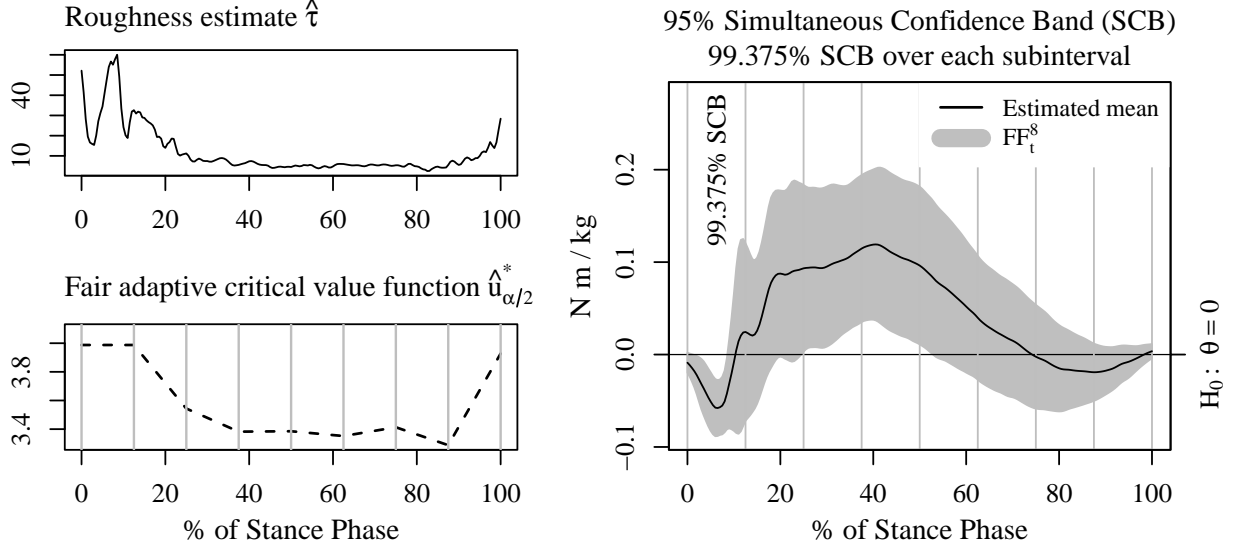 Roughness estimate τ̂
40
10
0 20 40 60 80 100
Fair adaptive critical value function û*α/2
3.8
3.4
0 20 40 60 80 100
% of Stance Phase
95% Simultaneous Confidence Band (SCB)
99.375% SCB over each subinterval
99.375% SCB
Estimated mean
FF⁸ₜ
N m / kg
0.2
0.1
0.0
−0.1
H₀ : θ = 0
0 20 40 60 80 100
% of Stance Phase